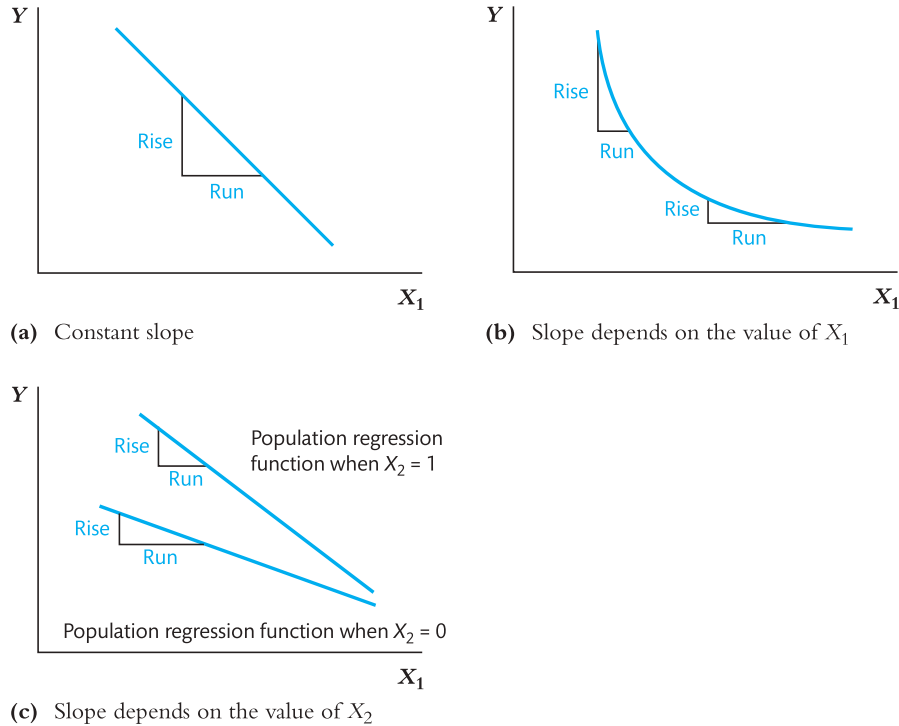 Y
Rise
Run
X1
(a) Constant slope
Y
Rise
Run
Rise
Run
X1
(b) Slope depends on the value of X1
Y
Rise
Run
Population regression
function when X2 = 1
Rise
Run
Population regression function when X2 = 0
X1
(c) Slope depends on the value of X2